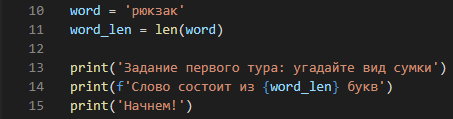 10 word = 'рюкзак'
11 word_len = len(word)
12
13 print('Задание первого тура: угадайте вид сумки')
14 print(f'Слово состоит из {word_len} букв')
15 print('Начнем!')